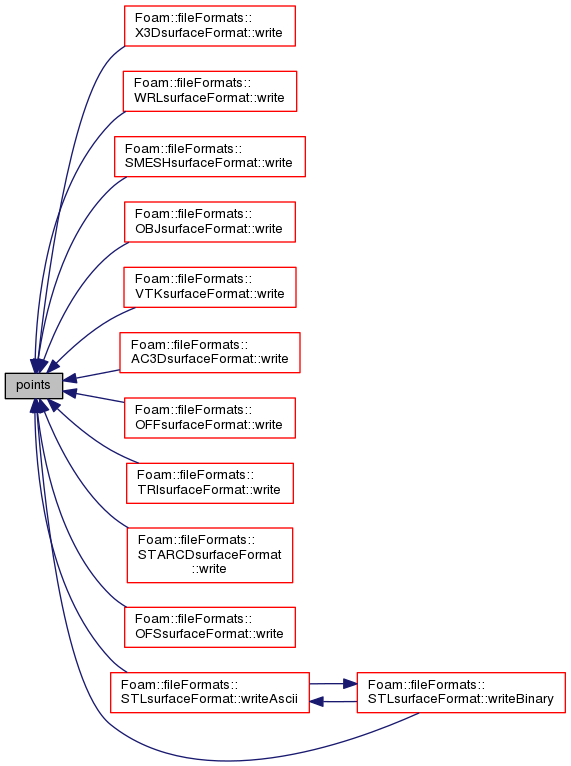 Foam::fileFormats::
X3DsurfaceFormat::write
Foam::fileFormats::
WRLsurfaceFormat::write
Foam::fileFormats::
SMESHsurfaceFormat::write
Foam::fileFormats::
OBJsurfaceFormat::write
Foam::fileFormats::
VTKsurfaceFormat::write
Foam::fileFormats::
AC3DsurfaceFormat::write
points
Foam::fileFormats::
OFFsurfaceFormat::write
Foam::fileFormats::
TRIsurfaceFormat::write
Foam::fileFormats::
STARCDsurfaceFormat
::write
Foam::fileFormats::
OFSsurfaceFormat::write
Foam::fileFormats::
STLsurfaceFormat::writeAscii
Foam::fileFormats::
STLsurfaceFormat::writeBinary